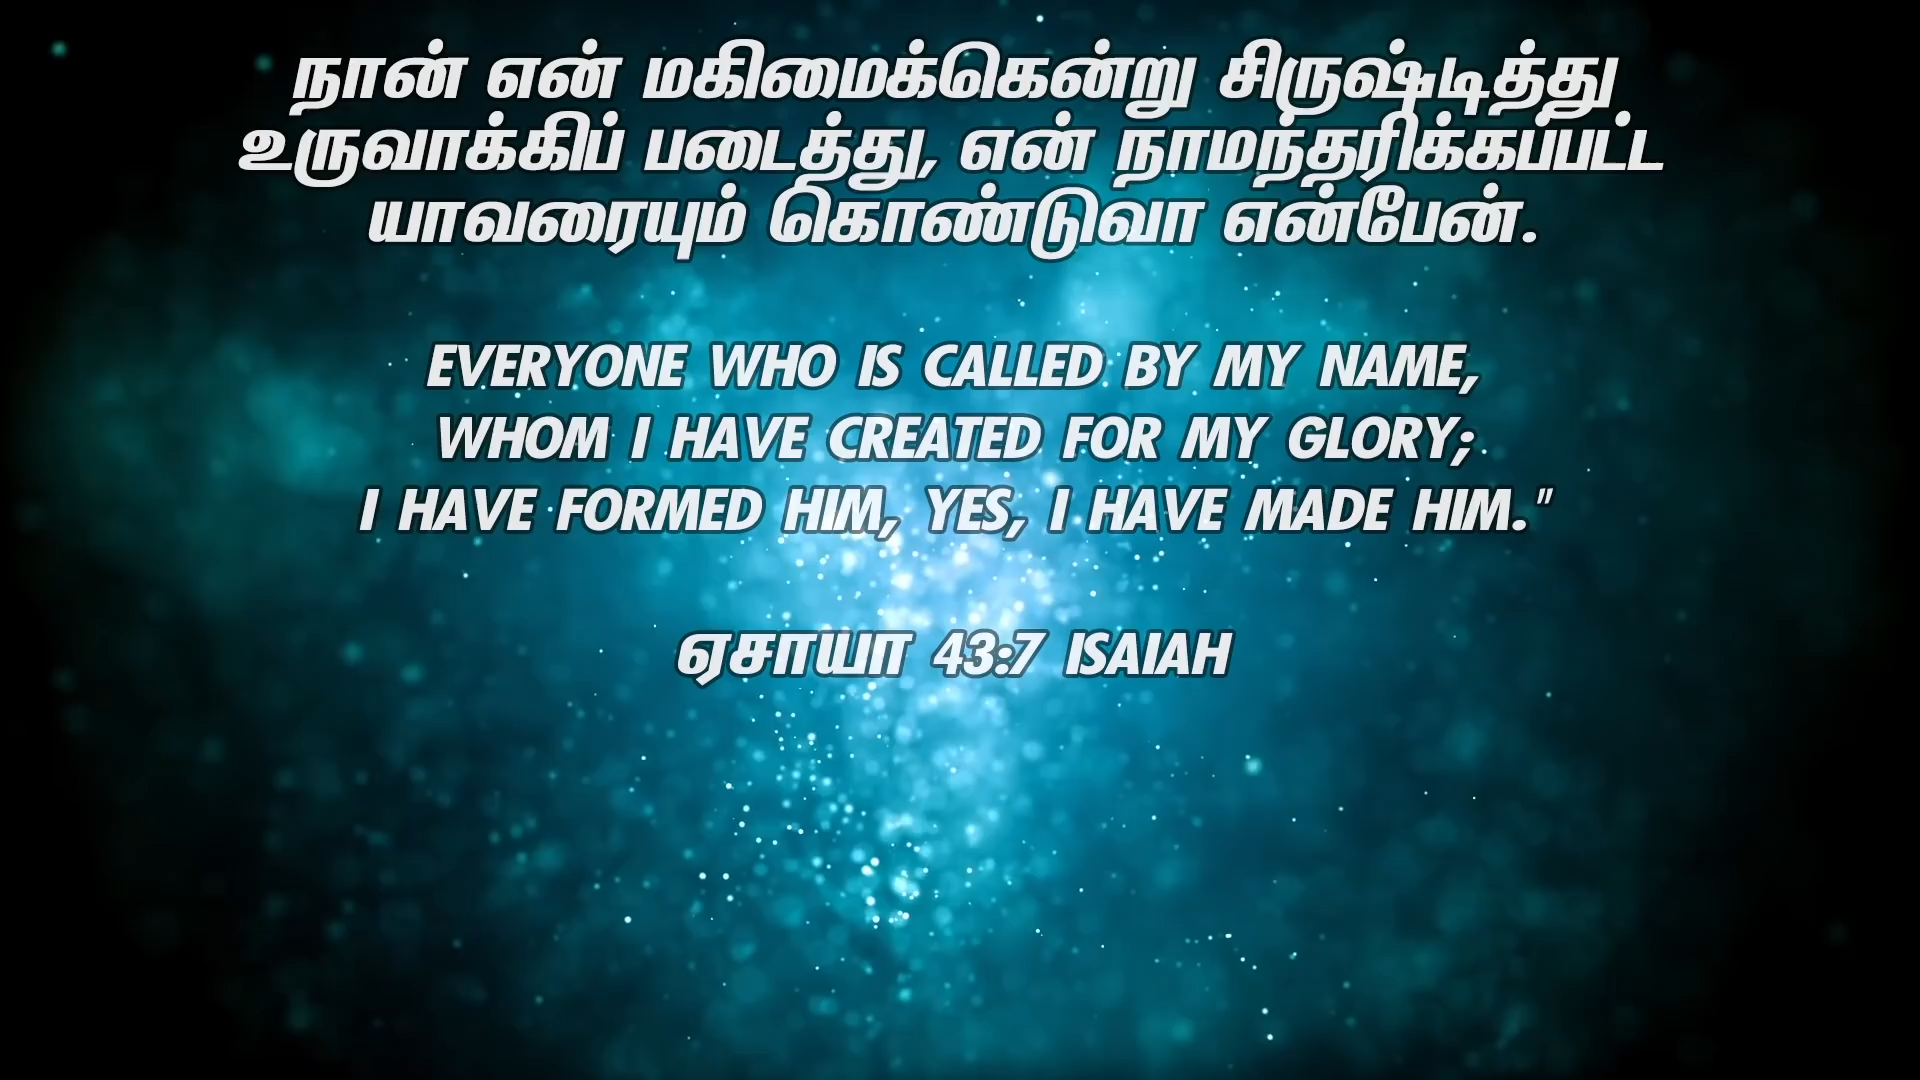 நான் என் மகிமைக்கென்று சிருஷ்டித்து
உருவாக்கிப் படைத்து, என் நாமந்தரிக்கப்பட்ட
யாவரையும் கொண்டுவா என்பேன்.
EVERYONE WHO IS CALLED BY MY NAME,
WHOM I HAVE CREATED FOR MY GLORY;
I HAVE FORMED HIM, YES, I HAVE MADE HIM."
ஏசாயா 43:7 ISAIAH